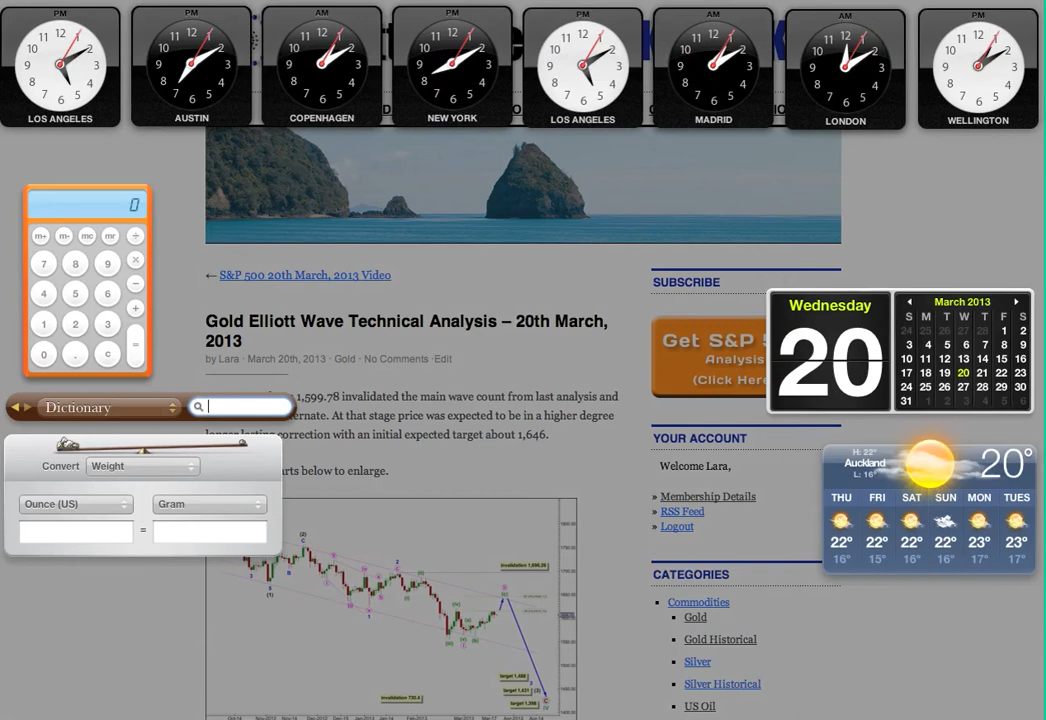 PM
LOS ANGELES
PM
AUSTIN
AM
COPENHAGEN
PM
NEW YORK
PM
LOS ANGELES
AM
MADRID
AM
LONDON
PM
WELLINGTON
0
m+ m- mc mr ÷
7 8 9 ×
4 5 6 −
1 2 3 +
0 . c =
Dictionary
Convert Weight
Ounce (US) Gram
=
← S&P 500 20th March, 2013 Video
Gold Elliott Wave Technical Analysis – 20th March,
2013
by Lara · March 20th, 2013 · Gold · No Comments · Edit
1,599.78 invalidated the main wave count from last analysis and
ernate. At that stage price was expected to be in a higher degree
longer lasting correction with an initial expected target about 1,646.
arts below to enlarge.
SUBSCRIBE
Get S&P
Analysis
(Click Here
YOUR ACCOUNT
Welcome Lara,
» Membership Details
» RSS Feed
» Logout
CATEGORIES
Commodities
Gold
Gold Historical
Silver
Silver Historical
US Oil
Wednesday
20
March 2013
S M T W T F S
24 25 26 27 28 1 2
3 4 5 6 7 8 9
10 11 12 13 14 15 16
17 18 19 20 21 22 23
24 25 26 27 28 29 30
31 1 2 3 4 5 6
H: 22°
Auckland
L: 16°
20°
THU FRI SAT SUN MON TUES
22° 22° 22° 22° 23° 23°
16° 15° 16° 16° 17° 17°